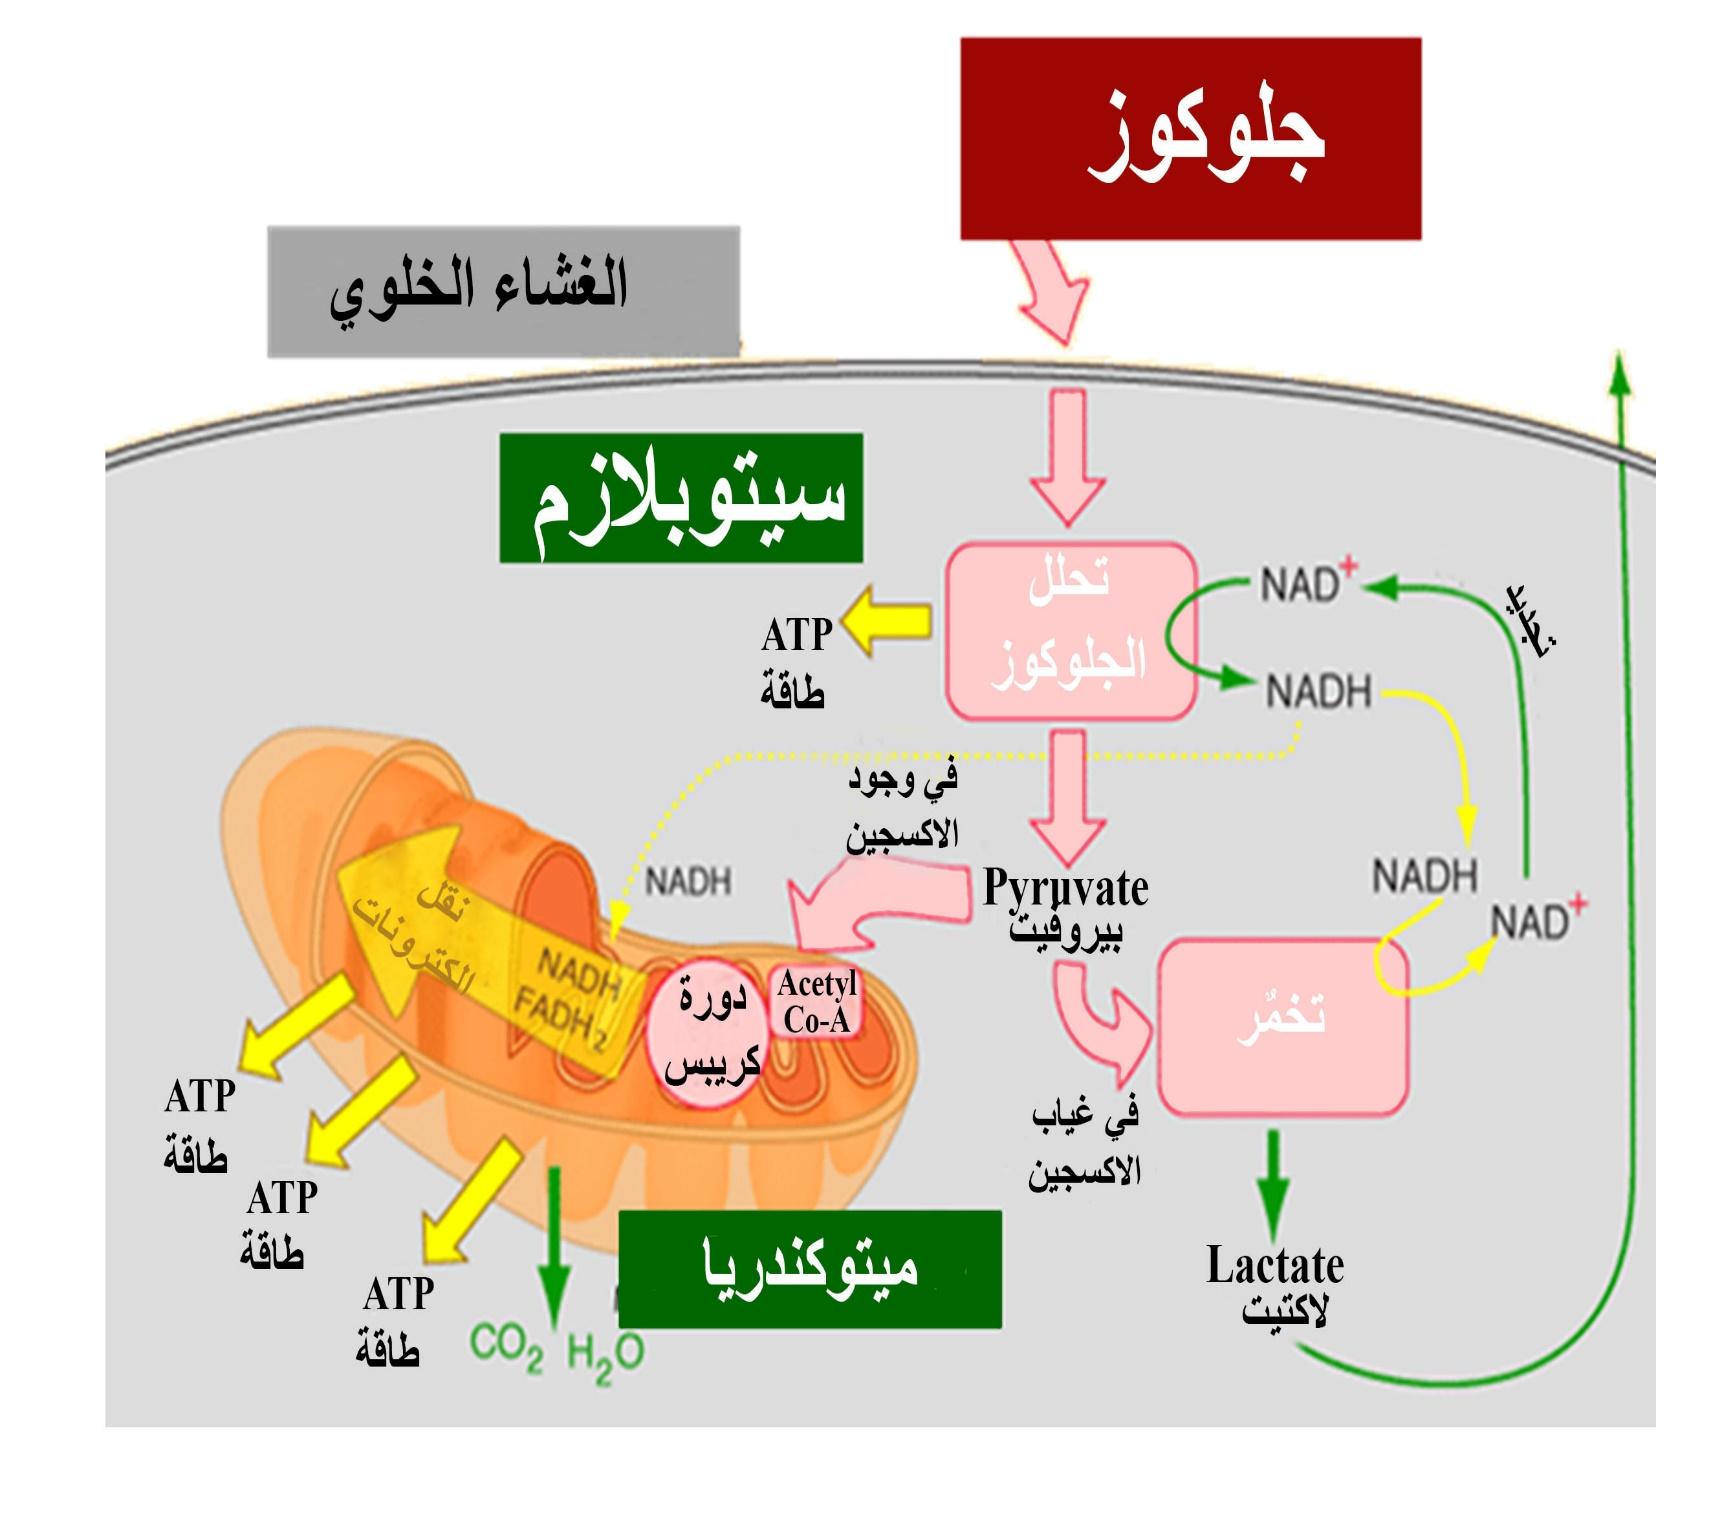 جلوكوز
الغشاء الخلوي
سيتوبلازم
تحلل
الجلوكوز
NAD+
NADH
ATP
طاقة
في وجود
الاكسجين
NADH
Pyruvate
بيروفيت
NADH
NAD+
نقل
الكترونات
NADH
FADH2
دورة
كريبس
Acetyl
Co-A
تخمُّر
في غياب
الاكسجين
ATP
طاقة
ATP
طاقة
ATP
طاقة
ميتوكندريا
CO2 H2O
Lactate
لاكتيت